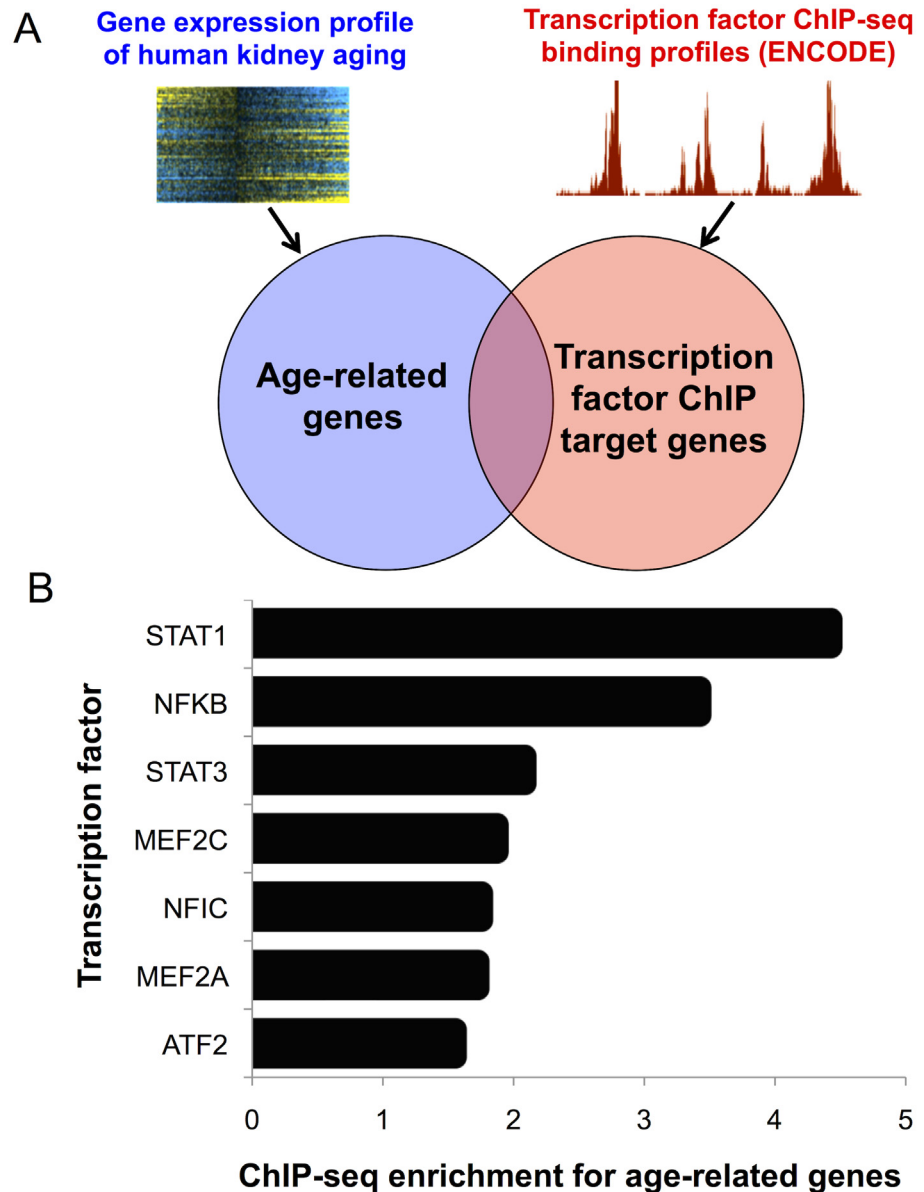 A
Gene expression profile
of human kidney aging
Transcription factor ChIP-seq
binding profiles (ENCODE)
Age-related
genes
Transcription
factor ChIP
target genes
B
Transcription factor
STAT1
NFKB
STAT3
MEF2C
NFIC
MEF2A
ATF2
0 1 2 3 4 5
ChIP-seq enrichment for age-related genes